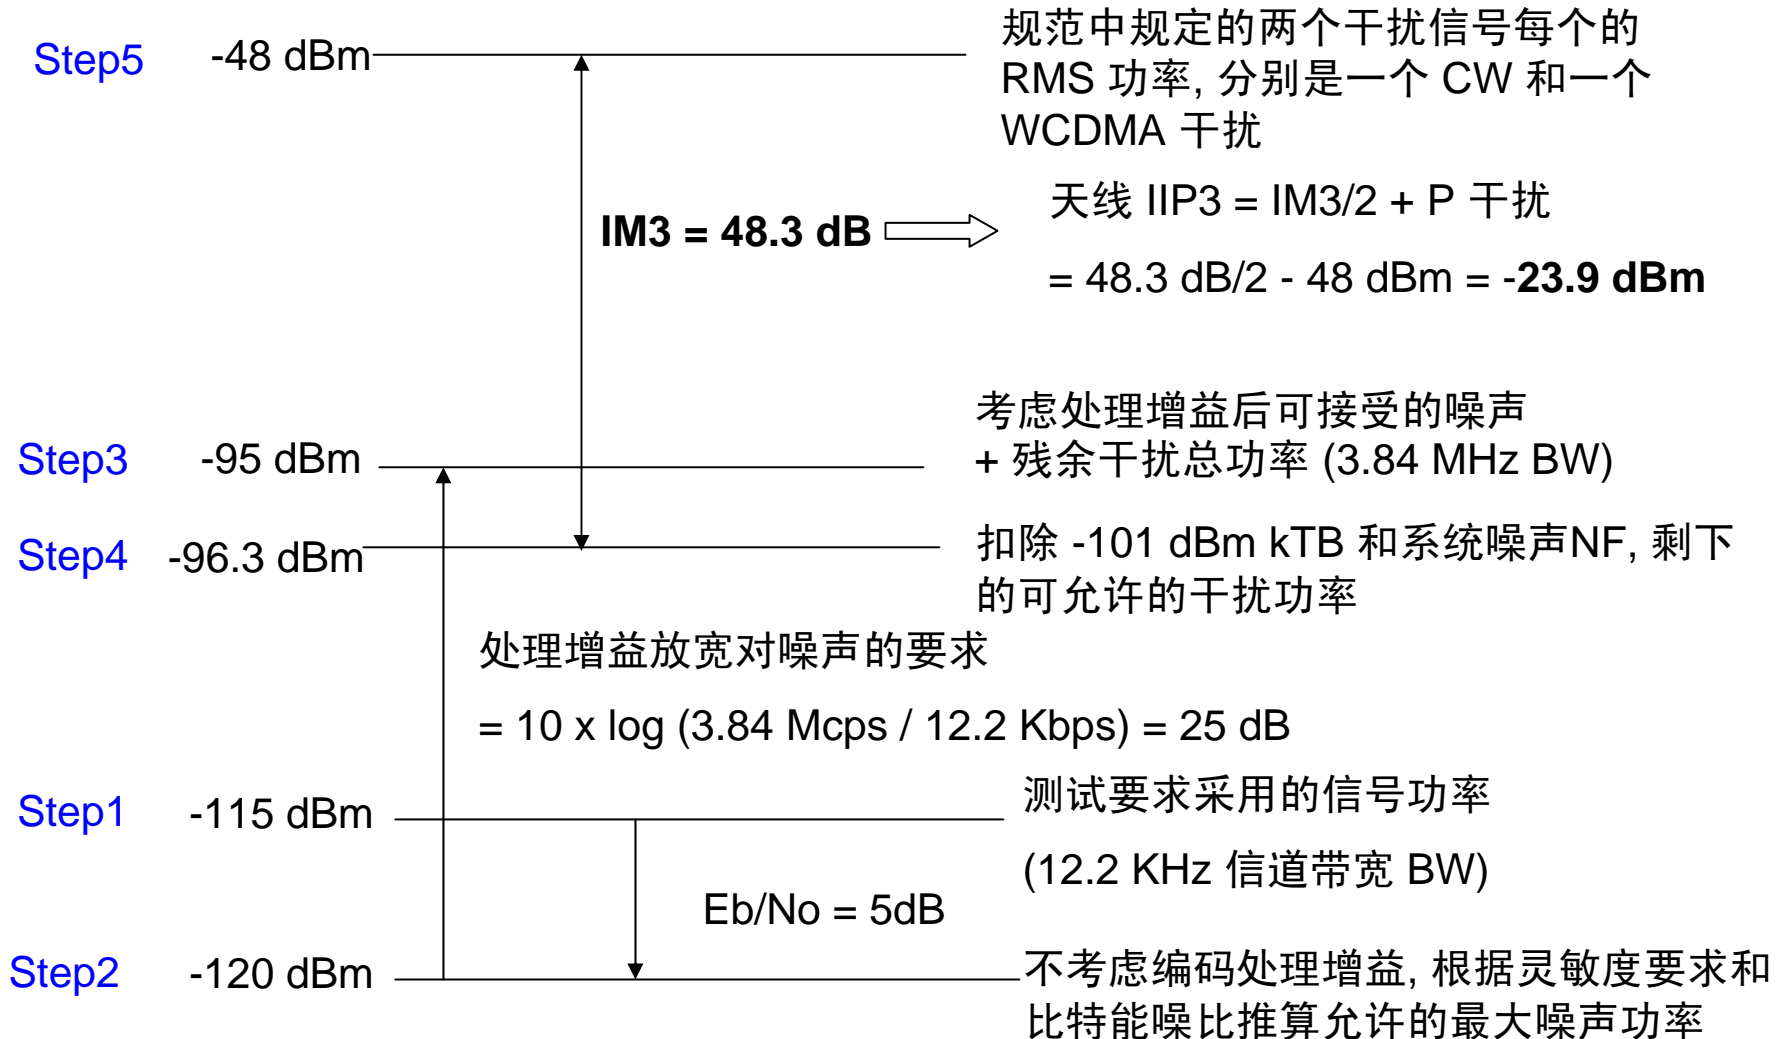 Step5 -48 dBm
规范中规定的两个干扰信号每个的
RMS 功率, 分别是一个 CW 和一个
WCDMA 干扰
IM3 = 48.3 dB
天线 IIP3 = IM3/2 + P 干扰
= 48.3 dB/2 - 48 dBm = -23.9 dBm
Step3 -95 dBm
考虑处理增益后可接受的噪声
+ 残余干扰总功率 (3.84 MHz BW)
Step4 -96.3 dBm
扣除 -101 dBm kTB 和系统噪声NF, 剩下
的可允许的干扰功率
处理增益放宽对噪声的要求
= 10 x log (3.84 Mcps / 12.2 Kbps) = 25 dB
Step1 -115 dBm
测试要求采用的信号功率
(12.2 KHz 信道带宽 BW)
Eb/No = 5dB
Step2 -120 dBm
不考虑编码处理增益, 根据灵敏度要求和
比特能噪比推算允许的最大噪声功率